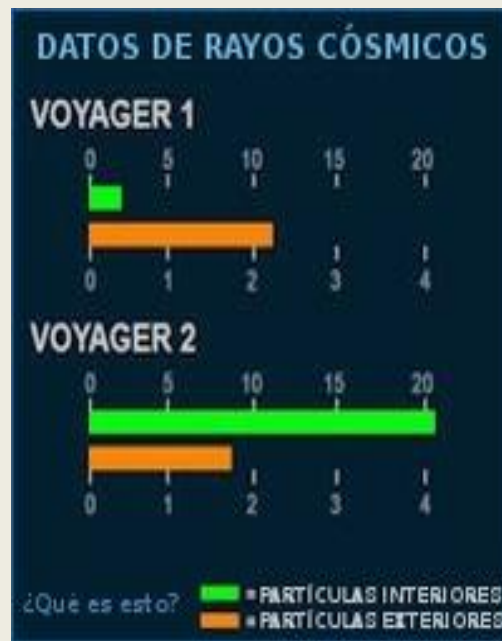 DATOS DE RAYOS CÓSMICOS
VOYAGER 1
0 5 10 15 20
0 1 2 3 4
VOYAGER 2
0 5 10 15 20
0 1 2 3 4
¿Qué es esto?
=PARTÍCULAS INTERIORES
=PARTÍCULAS EXTERIORES